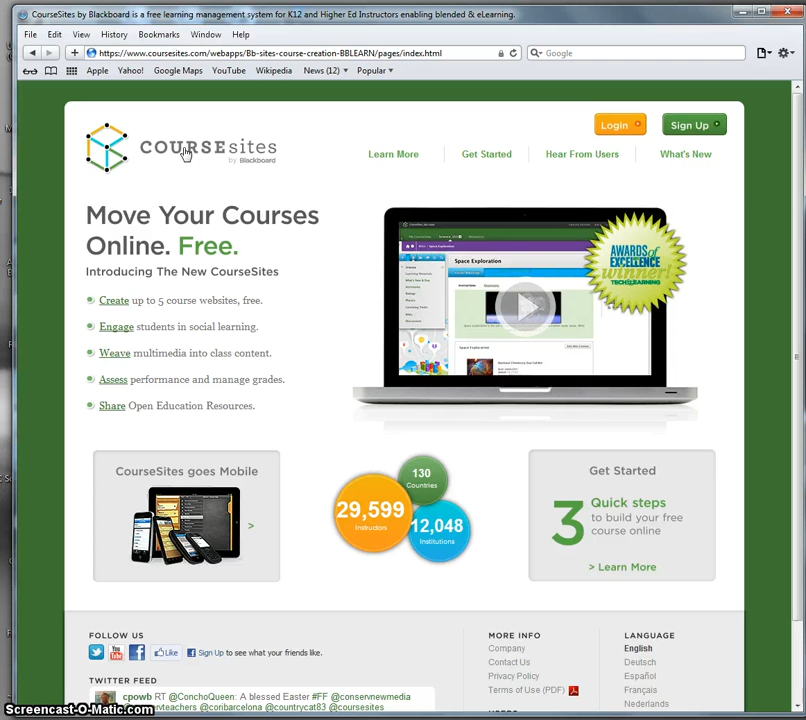 CourseSites by Blackboard is a free learning management system for K12 and Higher Ed Instructors enabling blended & eLearning.
File Edit View History Bookmarks Window Help
https://www.coursesites.com/webapps/Bb-sites-course-creation-BBLEARN/pages/index.html
Google
Apple Yahoo! Google Maps YouTube Wikipedia News (12) Popular
Login
Sign Up
COURSEsites
by Blackboard
Learn More Get Started Hear From Users What's New
Move Your Courses
Online. Free.
Introducing The New CourseSites
Create up to 5 course websites, free.
Engage students in social learning.
Weave multimedia into class content.
Assess performance and manage grades.
Share Open Education Resources.
Space Exploration
Space Exploration
AWARDS of
EXCELLENCE
winner!
TECH&LEARNING
CourseSites goes Mobile
>
130
Countries
29,599
Instructors
12,048
Institutions
Get Started
3 Quick steps
to build your free
course online
> Learn More
FOLLOW US
You
Tube
Like
Sign Up to see what your friends like.
TWITTER FEED
cpowb RT @ConchoQueen: A blessed Easter #FF @conservnewmedia
@coribarcelona @countrycat83 @coursesites
MORE INFO
Company
Contact Us
Privacy Policy
Terms of Use (PDF)
LANGUAGE
English
Deutsch
Español
Français
Nederlands
Screencast-O-Matic.com